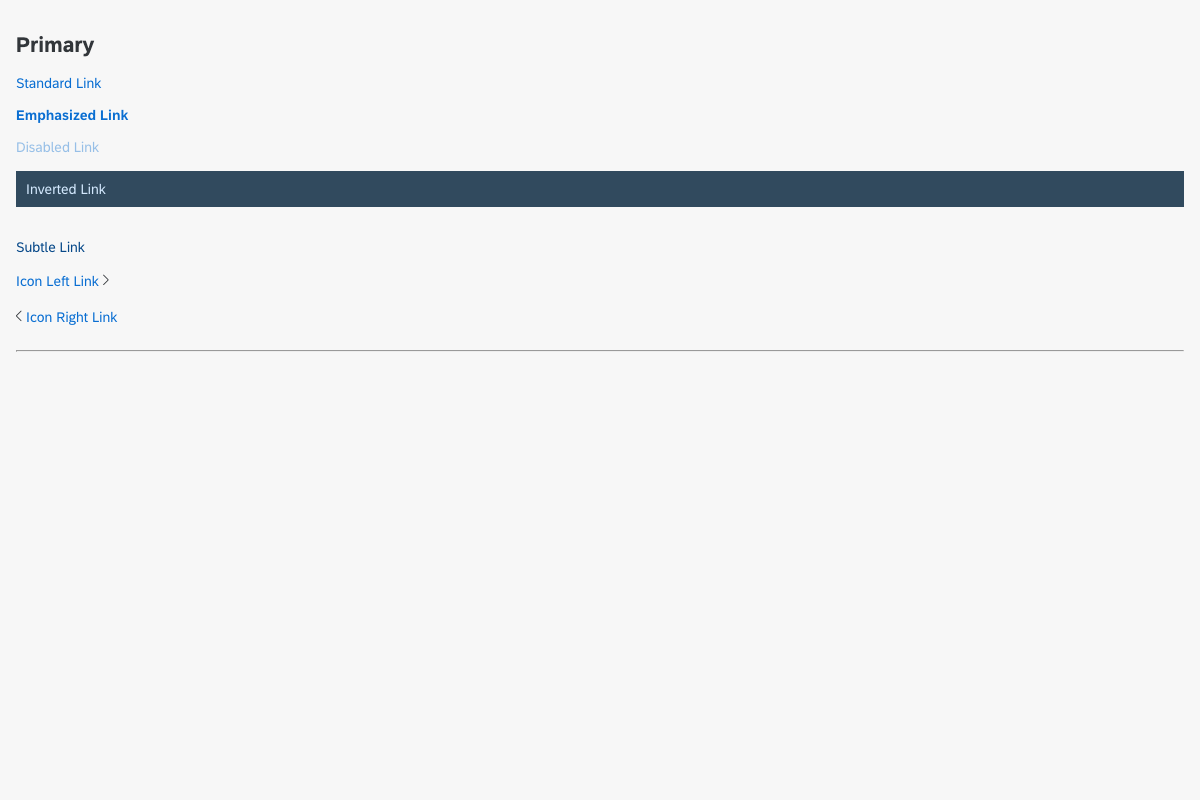 Primary
Standard Link
Emphasized Link
Disabled Link
Inverted Link
Subtle Link
Icon Left Link
Icon Right Link